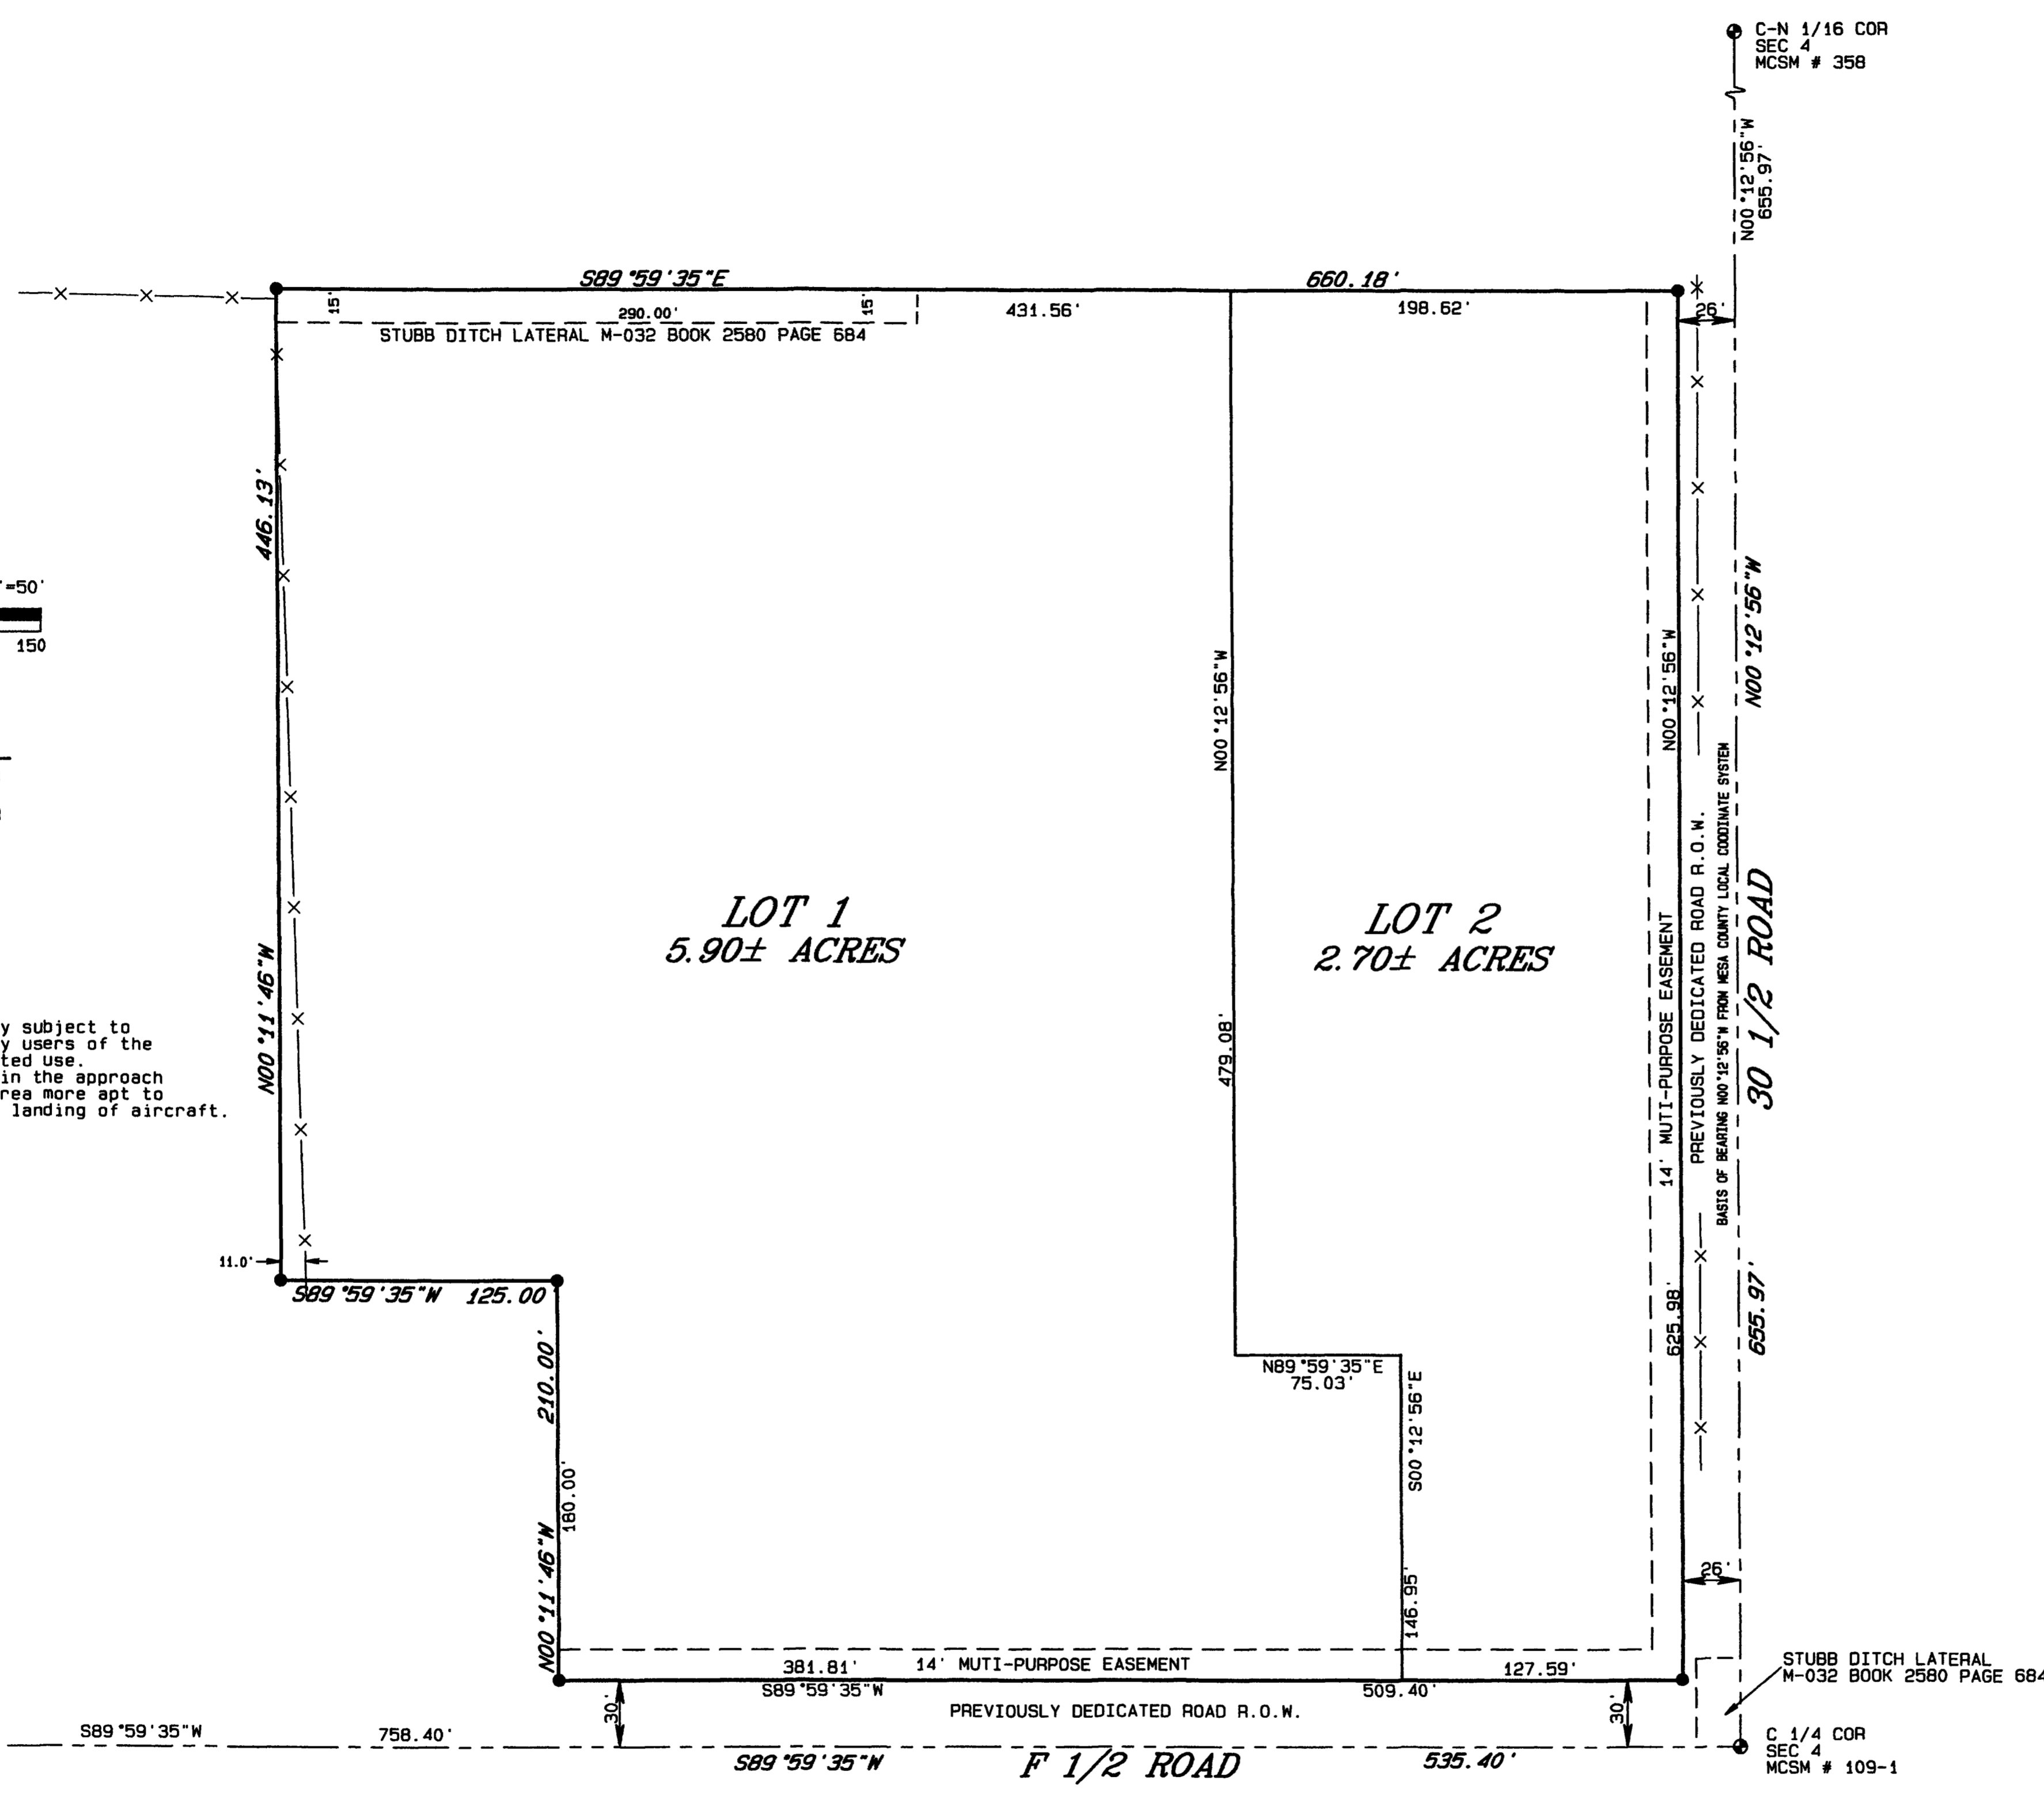 C-N 1/16 COR
SEC 4
MCSM # 358
N00°12'56"W
655.97'
S89°59'35"E
660.18'
15'
290.00'
15'
431.56'
198.62'
26'
STUBB DITCH LATERAL M-032 BOOK 2580 PAGE 684
446.13'
=50'
150
N00°12'56"W
N00°12'56"W
N00°12'56"W
BASIS OF BEARING N00°12'56"W FROM MESA COUNTY LOCAL COODINATE SYSTEM
PREVIOUSLY DEDICATED ROAD R.O.W.
14' MUTI-PURPOSE EASEMENT
30 1/2 ROAD
LOT 1
5.90± ACRES
LOT 2
2.70± ACRES
N00°11'46"W
479.08'
y subject to
y users of the
ted use.
in the approach
rea more apt to
landing of aircraft.
11.0'
S89°59'35"W 125.00'
625.98'
655.97'
N89°59'35"E
75.03'
S00°12'56"E
146.95'
210.00'
180.00'
N00°11'46"W
26'
381.81'
14' MUTI-PURPOSE EASEMENT
127.59'
S89°59'35"W
509.40'
30'
PREVIOUSLY DEDICATED ROAD R.O.W.
30'
STUBB DITCH LATERAL
M-032 BOOK 2580 PAGE 684
S89°59'35"W
758.40'
S89°59'35"W
F 1/2 ROAD
535.40'
C 1/4 COR
SEC 4
MCSM # 109-1